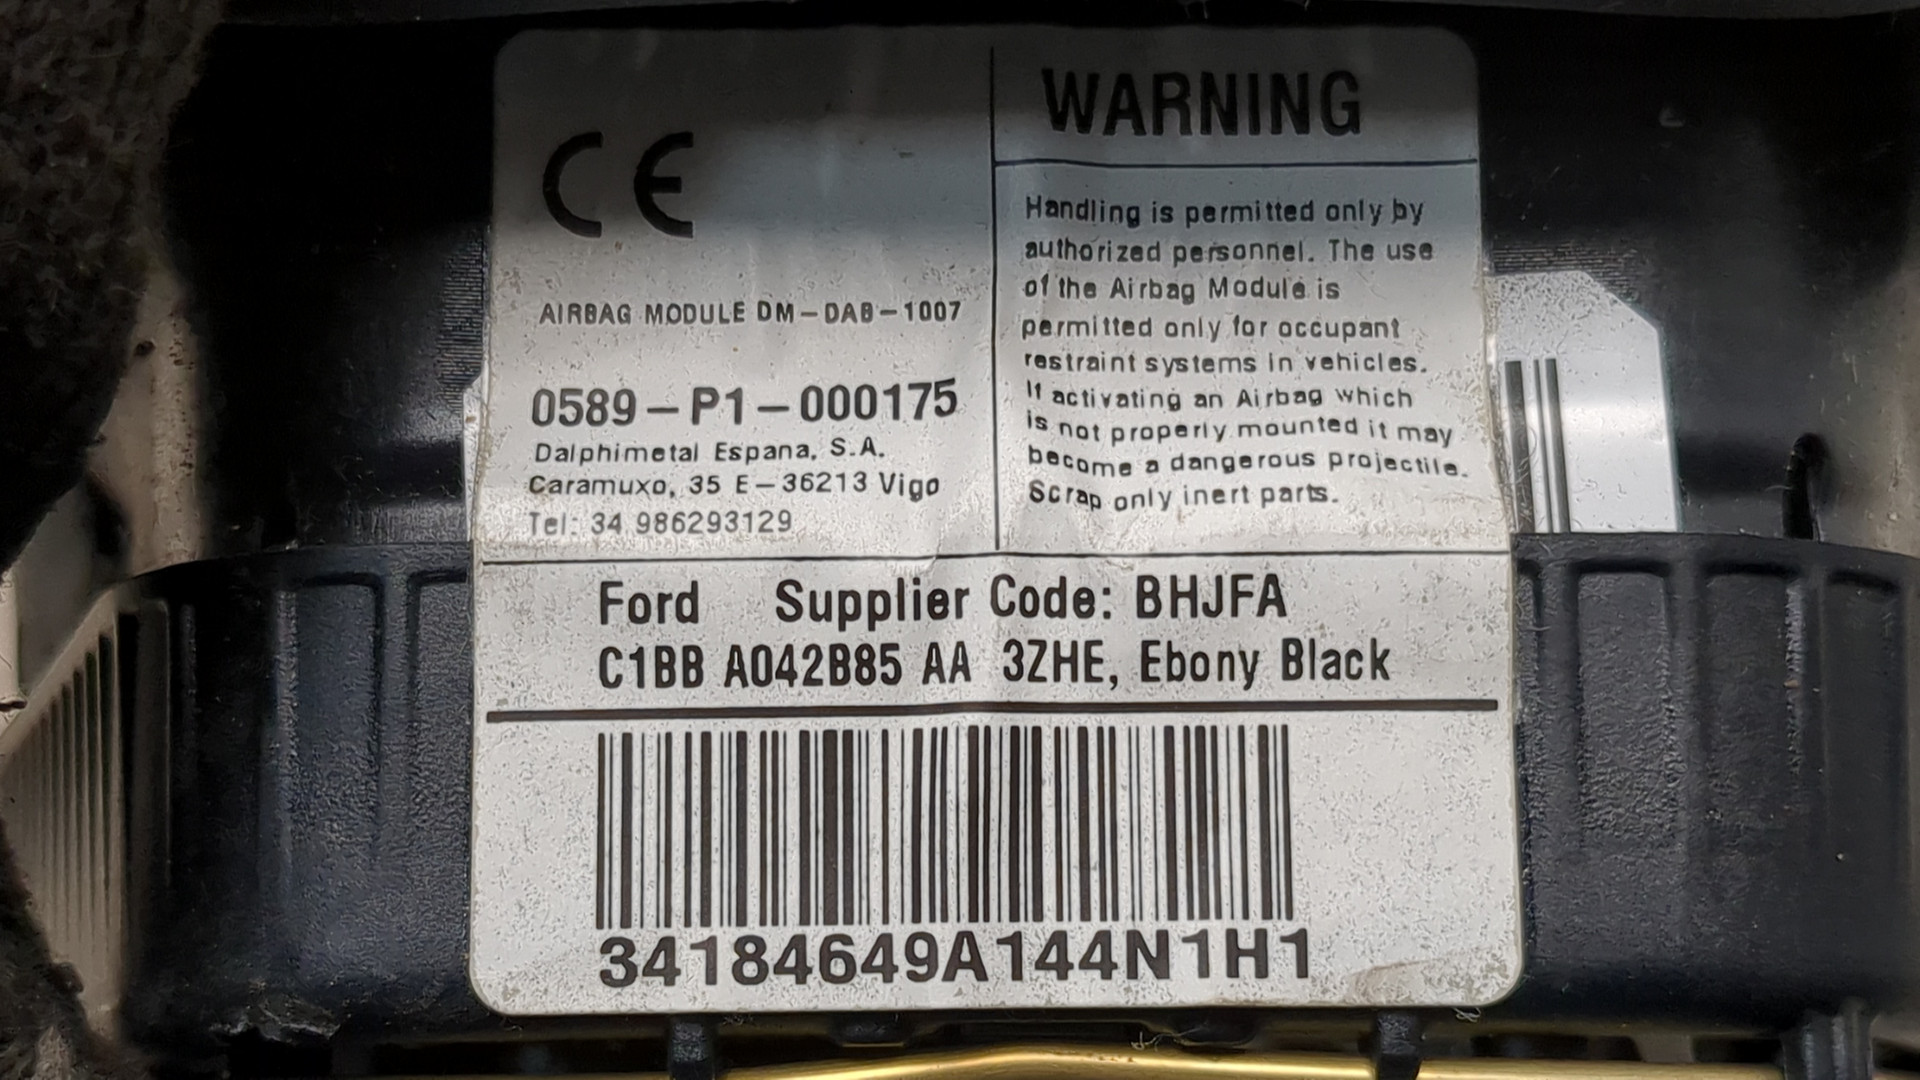 CE
AIRBAG MODULE DM-DAB-1007
0589-P1-000175
Dalphimetal Espana, S.A.
Caramuxo, 35 E-36213 Vigo
Tel: 34 986293129
WARNING
Handling is permitted only by
authorized personnel. The use
of the Airbag Module is
permitted only for occupant
restraint systems in vehicles.
If activating an Airbag which
is not properly mounted it may
become a dangerous projectile.
Scrap only inert parts.
Ford Supplier Code: BHJFA
C1BB A042B85 AA 3ZHE, Ebony Black
34184649A144N1H1